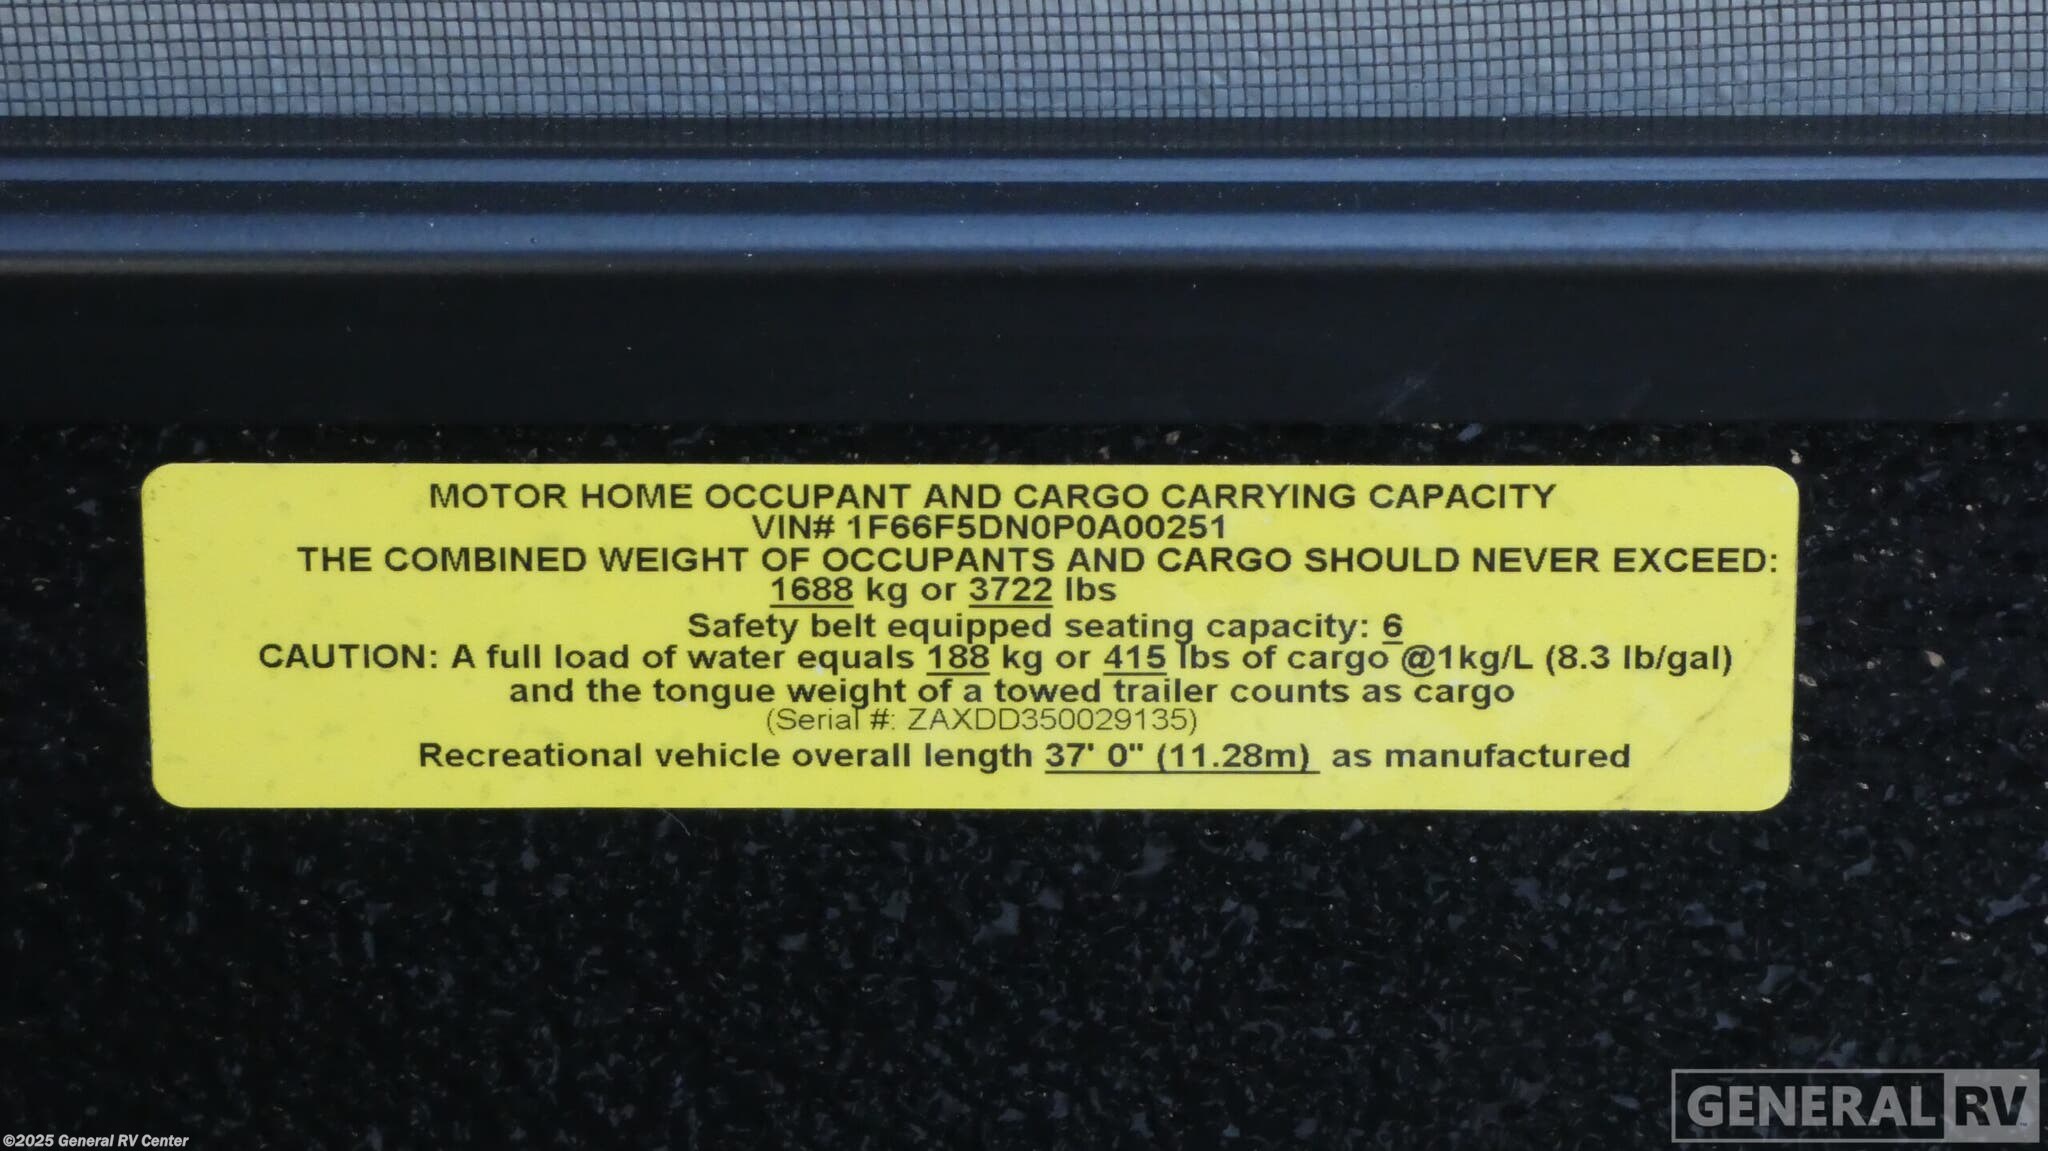 MOTOR HOME OCCUPANT AND CARGO CARRYING CAPACITY
VIN# 1F66F5DN0P0A00251
THE COMBINED WEIGHT OF OCCUPANTS AND CARGO SHOULD NEVER EXCEED:
1688 kg or 3722 lbs
Safety belt equipped seating capacity: 6
CAUTION: A full load of water equals 188 kg or 415 lbs of cargo @1kg/L (8.3 lb/gal)
and the tongue weight of a towed trailer counts as cargo
(Serial #: ZAXDD350029135)
Recreational vehicle overall length 37' 0" (11.28m) as manufactured
GENERAL RV
©2025 General RV Center